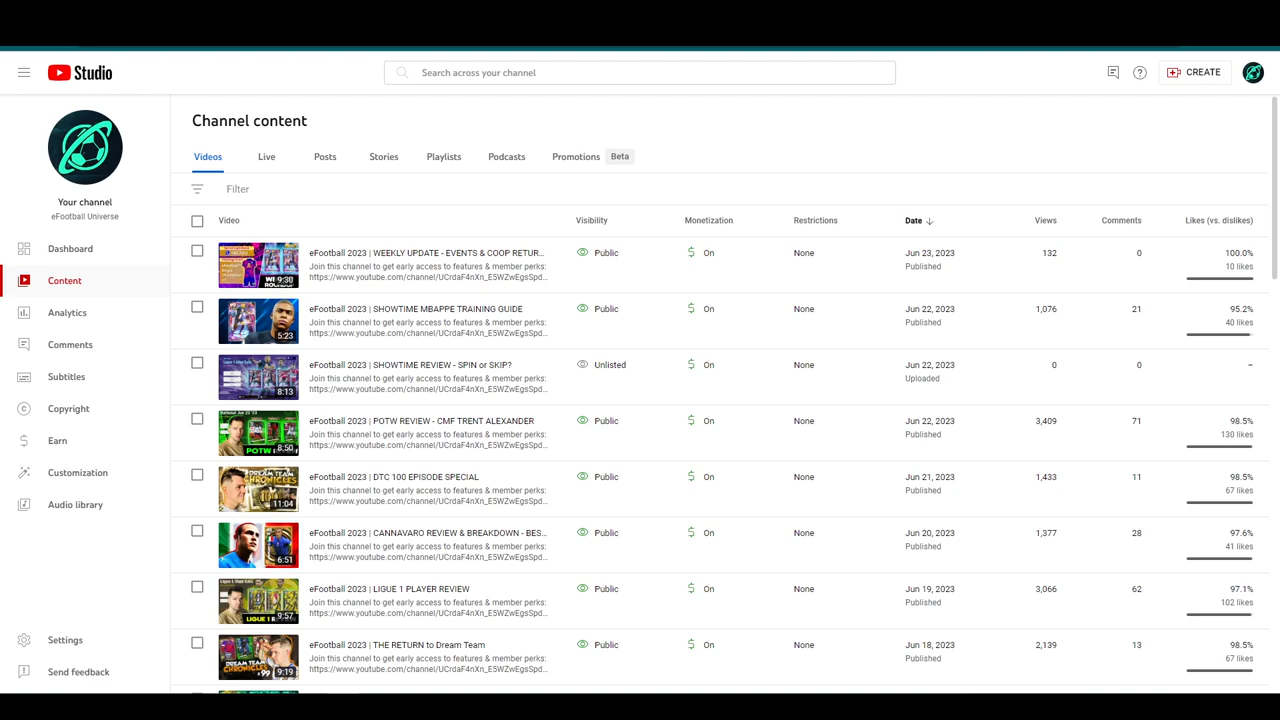 Studio
Search across your channel
CREATE
Your channel
eFootball Universe
Dashboard
Content
Analytics
Comments
Subtitles
Copyright
Earn
Customization
Audio library
Settings
Send feedback
Channel content
Videos Live Posts Stories Playlists Podcasts Promotions Beta
Filter
Video Visibility Monetization Restrictions Date Views Comments Likes (vs. dislikes)
9:30 eFootball 2023 | WEEKLY UPDATE - EVENTS & COOP RETUR... Public On None Jun 23, 2023 132 0 100.0%
Join this channel to get early access to features & member perks: Published 10 likes
https://www.youtube.com/channel/UCrdaF4nXn_E5WZwEgsSpd...
eFootball 2023 | SHOWTIME MBAPPE TRAINING GUIDE Public On None Jun 22, 2023 1,076 21 95.2%
Join this channel to get early access to features & member perks: Published 40 likes
5:23 https://www.youtube.com/channel/UCrdaF4nXn_E5WZwEgsSpd...
eFootball 2023 | SHOWTIME REVIEW - SPIN or SKIP? Unlisted On None Jun 22, 2023 0 0 –
Join this channel to get early access to features & member perks: Uploaded
8:13 https://www.youtube.com/channel/UCrdaF4nXn_E5WZwEgsSpd...
eFootball 2023 | POTW REVIEW - CMF TRENT ALEXANDER Public On None Jun 22, 2023 3,409 71 98.5%
Join this channel to get early access to features & member perks: Published 130 likes
POTW 8:50 https://www.youtube.com/channel/UCrdaF4nXn_E5WZwEgsSpd...
DREAM TEAM CHRONICLES eFootball 2023 | DTC 100 EPISODE SPECIAL Public On None Jun 21, 2023 1,433 11 98.5%
Join this channel to get early access to features & member perks: Published 67 likes
11:04 https://www.youtube.com/channel/UCrdaF4nXn_E5WZwEgsSpd...
eFootball 2023 | CANNAVARO REVIEW & BREAKDOWN - BES... Public On None Jun 20, 2023 1,377 28 97.6%
Join this channel to get early access to features & member perks: Published 41 likes
6:51 https://www.youtube.com/channel/UCrdaF4nXn_E5WZwEgsSpd...
eFootball 2023 | LIGUE 1 PLAYER REVIEW Public On None Jun 19, 2023 3,066 62 97.1%
Join this channel to get early access to features & member perks: Published 102 likes
LIGUE 1 9:57 https://www.youtube.com/channel/UCrdaF4nXn_E5WZwEgsSpd...
eFootball 2023 | THE RETURN to Dream Team Public On None Jun 18, 2023 2,139 13 98.5%
Join this channel to get early access to features & member perks: Published 67 likes
DREAM TEAM CHRONICLES #99 9:19 https://www.youtube.com/channel/UCrdaF4nXn_E5WZwEgsSpd...